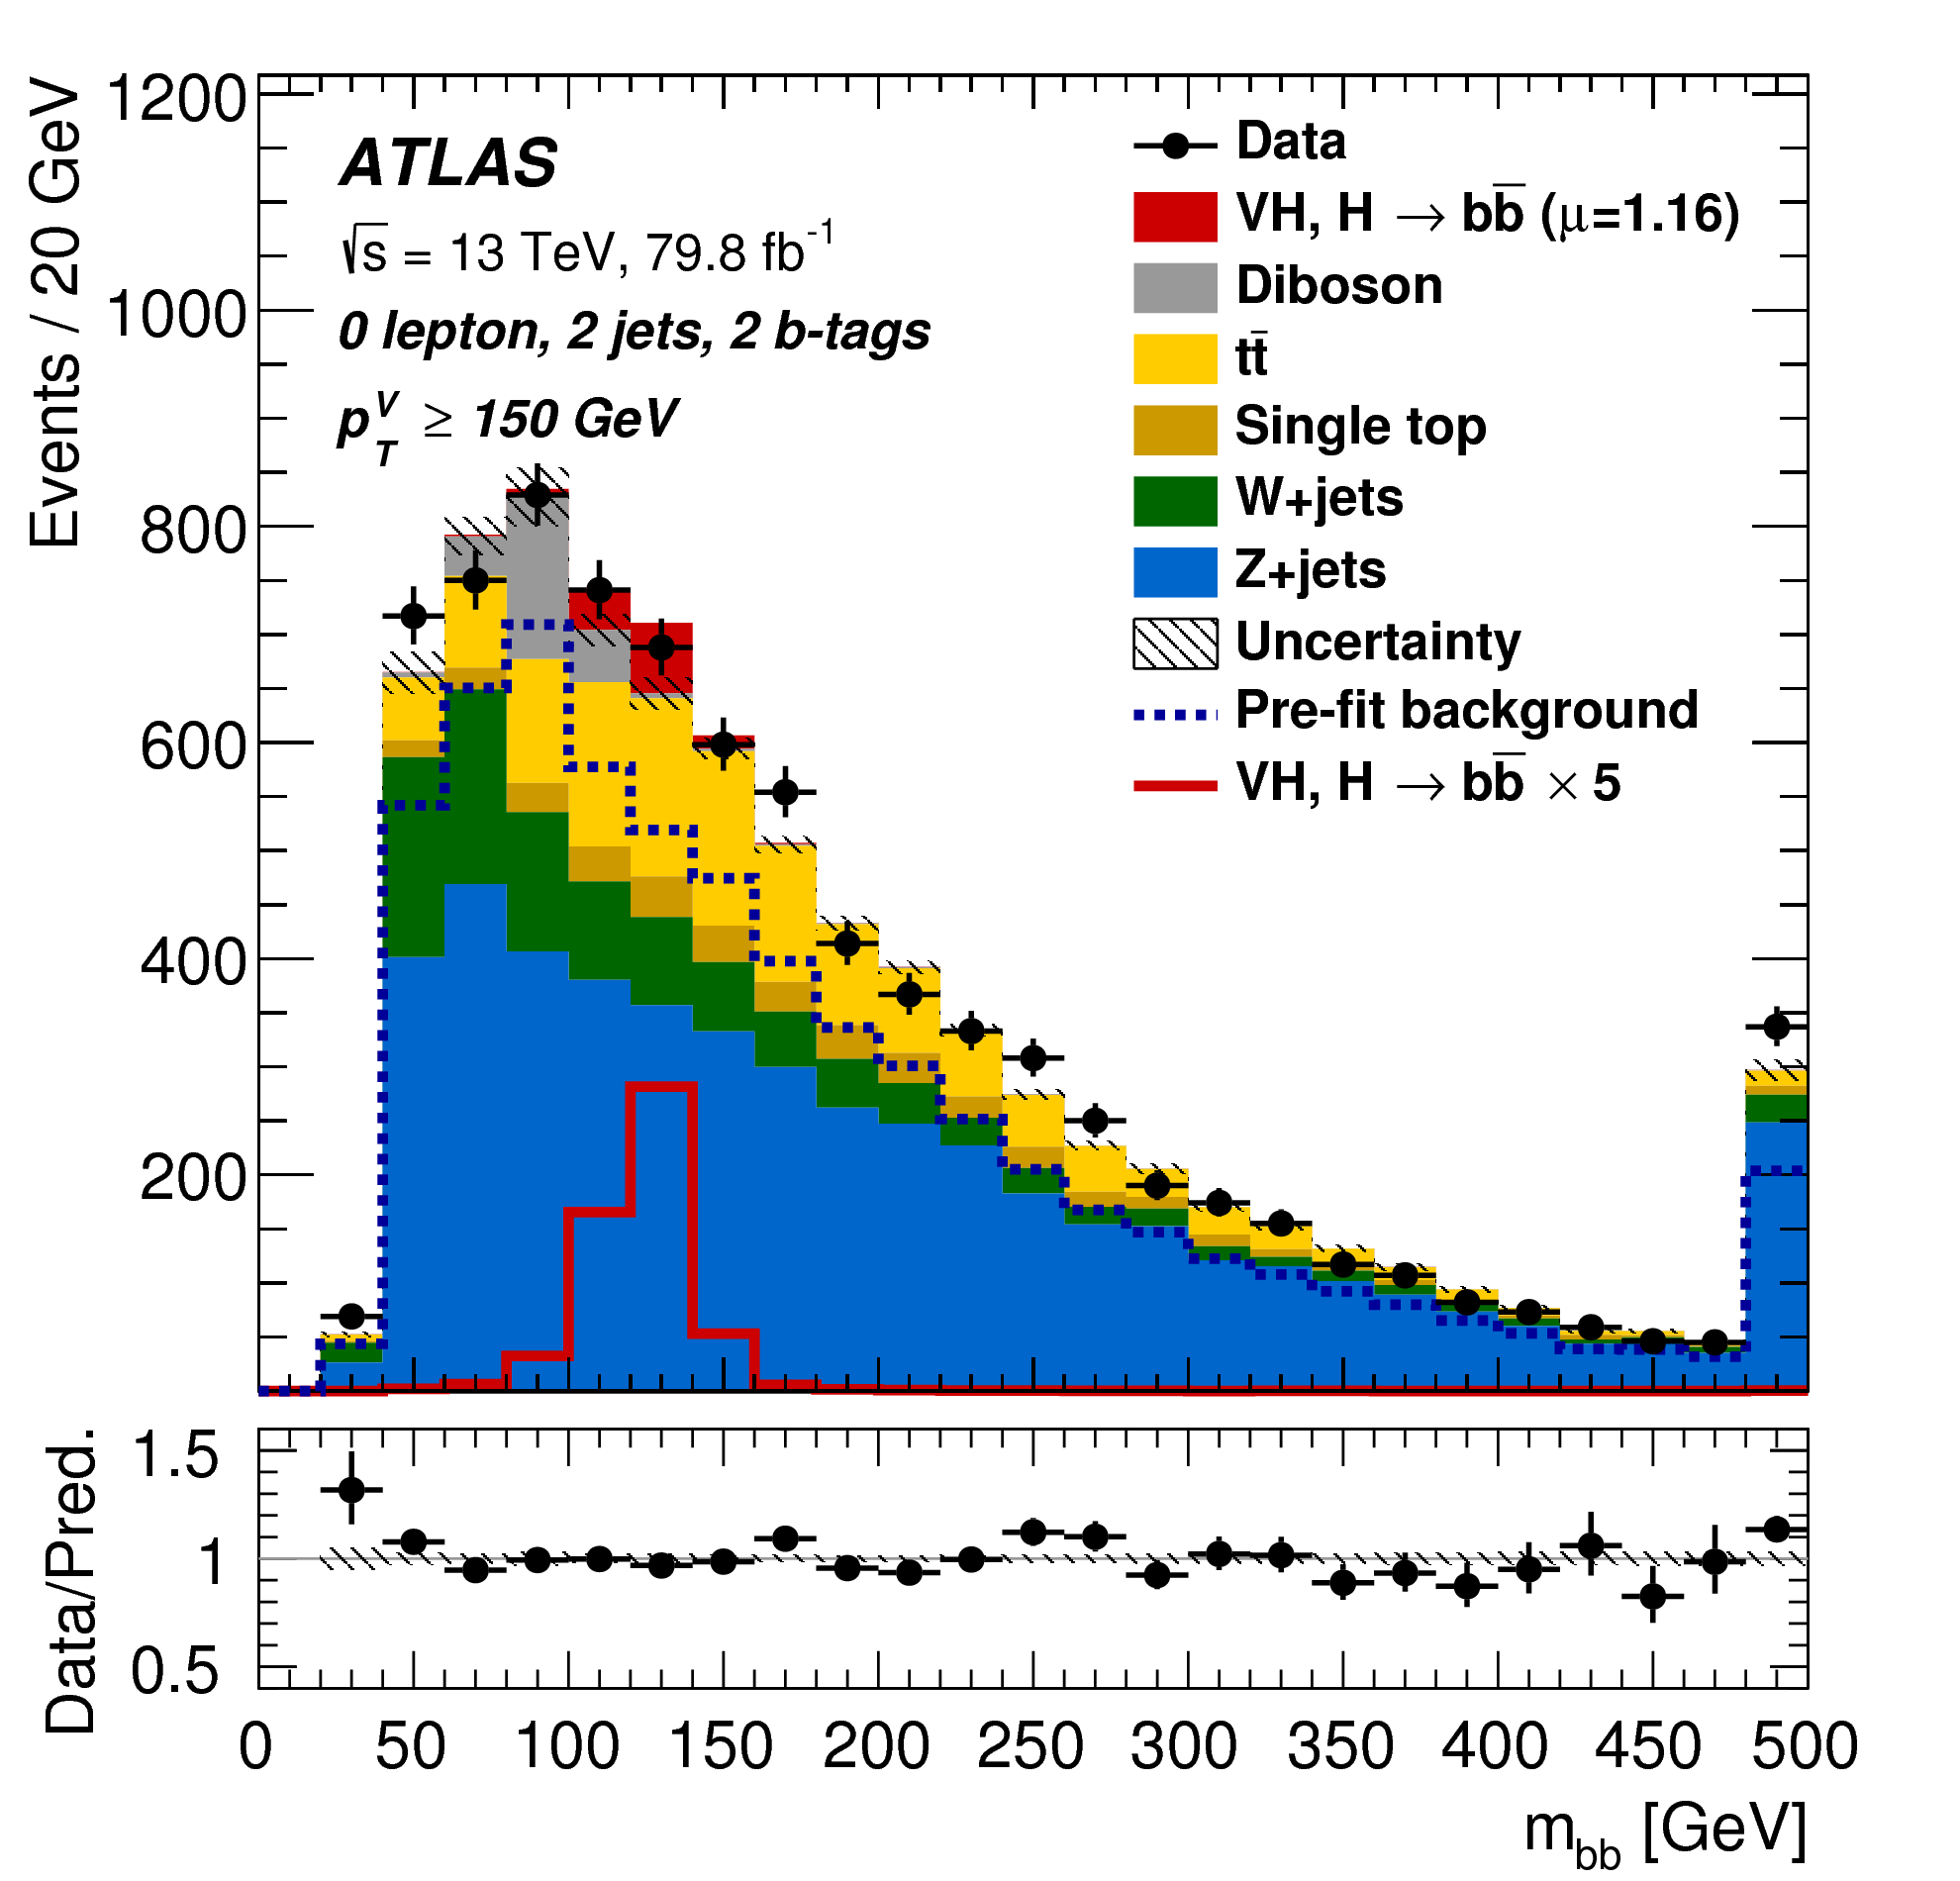 Events / 20 GeV
1200
1000
800
600
400
200
ATLAS
√s = 13 TeV, 79.8 fb⁻¹
0 lepton, 2 jets, 2 b-tags
p_T^V ≥ 150 GeV
Data
VH, H → bb̅ (μ=1.16)
Diboson
tt̅
Single top
W+jets
Z+jets
Uncertainty
Pre-fit background
VH, H → bb̅ × 5
Data/Pred.
1.5
1
0.5
0 50 100 150 200 250 300 350 400 450 500
m_bb [GeV]